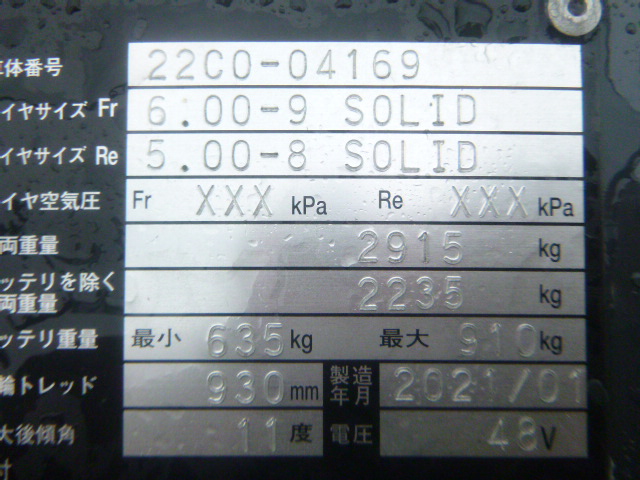 体番号 22C0-04169
イヤサイズ Fr 6.00-9 SOLID
イヤサイズ Re 5.00-8 SOLID
イヤ空気圧 Fr XXX kPa Re XXX kPa
両重量 2915 kg
ッテリを除く
両重量 2235 kg
ッテリ重量 最小 635 kg 最大 910 kg
輪トレッド 930 mm 製造年月 2021/01
大後傾角 11 度 電圧 48 V